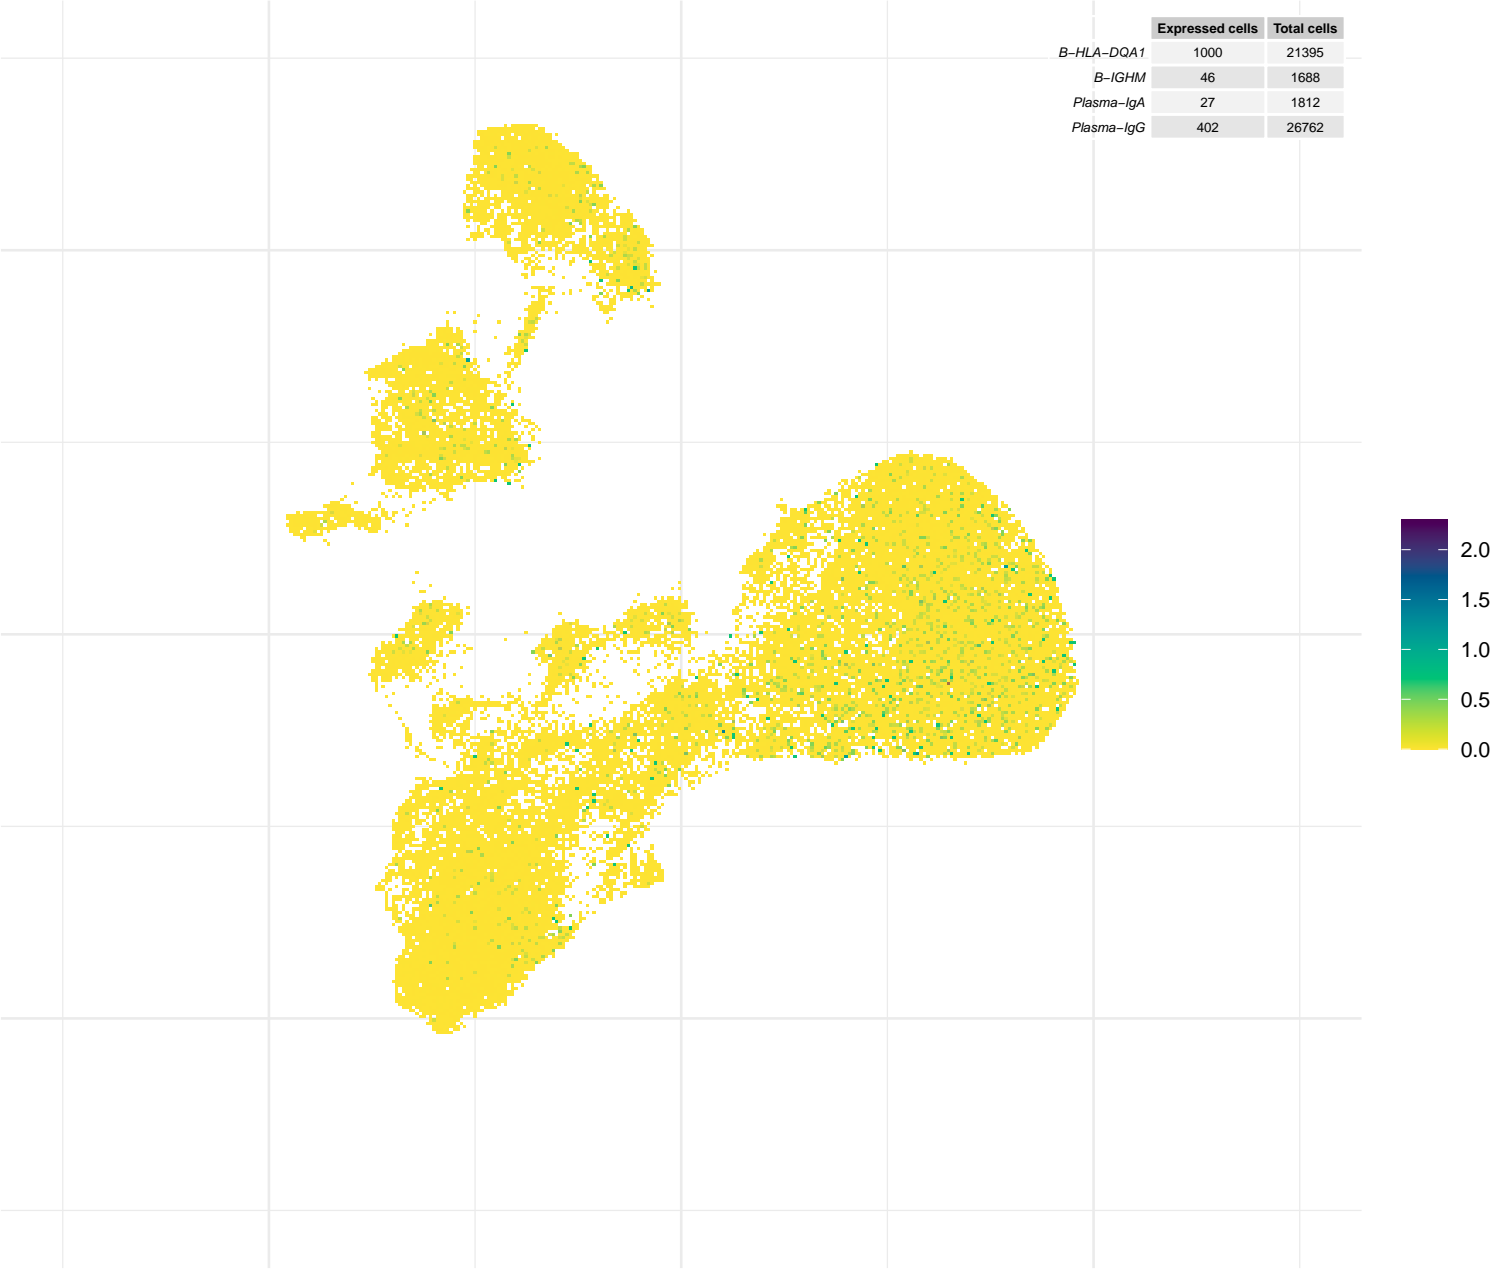 Expressed cells Total cells
B−HLA−DQA1 1000 21395
B−IGHM 46 1688
Plasma−IgA 27 1812
Plasma−IgG 402 26762
2.0
1.5
1.0
0.5
0.0